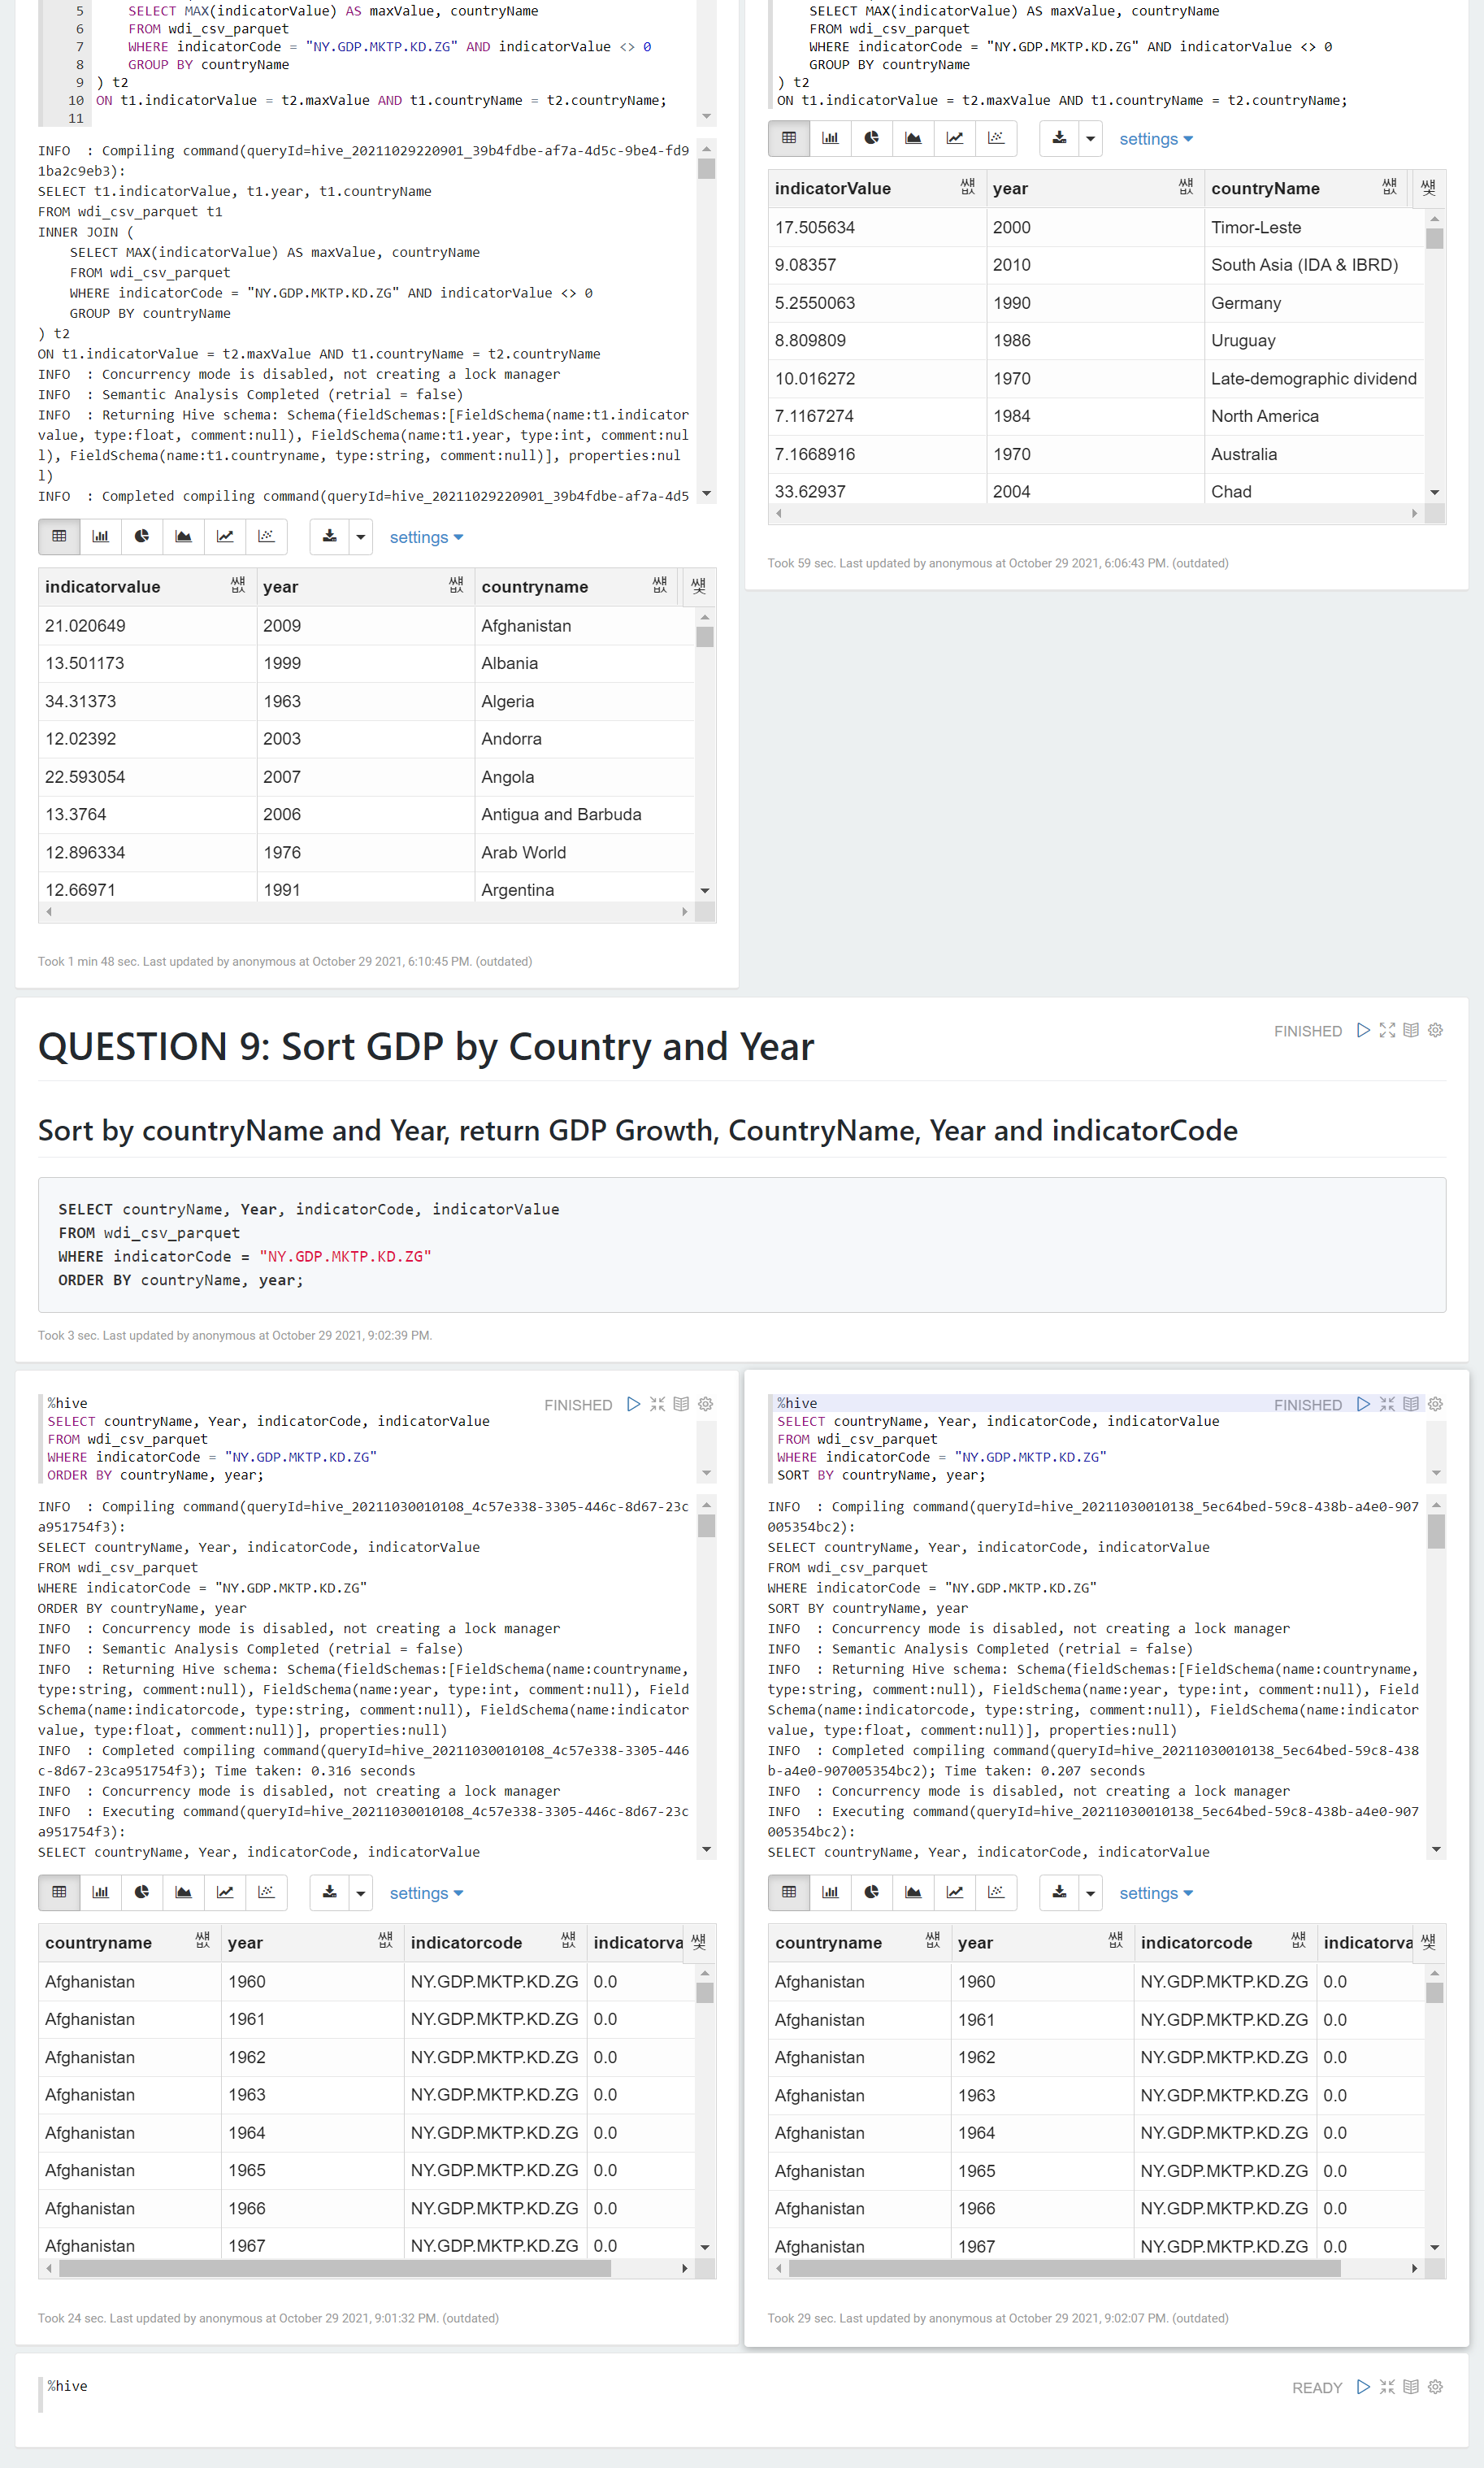 5 SELECT MAX(indicatorValue) AS maxValue, countryName
6 FROM wdi_csv_parquet
7 WHERE indicatorCode = "NY.GDP.MKTP.KD.ZG" AND indicatorValue <> 0
8 GROUP BY countryName
9 ) t2
10 ON t1.indicatorValue = t2.maxValue AND t1.countryName = t2.countryName;
11
INFO  : Compiling command(queryId=hive_20211029220901_39b4fdbe-af7a-4d5c-9be4-fd9
1ba2c9eb3):
SELECT t1.indicatorValue, t1.year, t1.countryName
FROM wdi_csv_parquet t1
INNER JOIN (
SELECT MAX(indicatorValue) AS maxValue, countryName
FROM wdi_csv_parquet
WHERE indicatorCode = "NY.GDP.MKTP.KD.ZG" AND indicatorValue <> 0
GROUP BY countryName
) t2
ON t1.indicatorValue = t2.maxValue AND t1.countryName = t2.countryName
INFO  : Concurrency mode is disabled, not creating a lock manager
INFO  : Semantic Analysis Completed (retrial = false)
INFO  : Returning Hive schema: Schema(fieldSchemas:[FieldSchema(name:t1.indicator
value, type:float, comment:null), FieldSchema(name:t1.year, type:int, comment:nul
l), FieldSchema(name:t1.countryname, type:string, comment:null)], properties:nul
l)
INFO  : Completed compiling command(queryId=hive_20211029220901_39b4fdbe-af7a-4d5
settings
indicatorvalue year countryname
21.020649 2009 Afghanistan
13.501173 1999 Albania
34.31373 1963 Algeria
12.02392 2003 Andorra
22.593054 2007 Angola
13.3764 2006 Antigua and Barbuda
12.896334 1976 Arab World
12.66971 1991 Argentina
Took 1 min 48 sec. Last updated by anonymous at October 29 2021, 6:10:45 PM. (outdated)
SELECT MAX(indicatorValue) AS maxValue, countryName
FROM wdi_csv_parquet
WHERE indicatorCode = "NY.GDP.MKTP.KD.ZG" AND indicatorValue <> 0
GROUP BY countryName
) t2
ON t1.indicatorValue = t2.maxValue AND t1.countryName = t2.countryName;
settings
indicatorValue year countryName
17.505634 2000 Timor-Leste
9.08357 2010 South Asia (IDA & IBRD)
5.2550063 1990 Germany
8.809809 1986 Uruguay
10.016272 1970 Late-demographic dividend
7.1167274 1984 North America
7.1668916 1970 Australia
33.62937 2004 Chad
Took 59 sec. Last updated by anonymous at October 29 2021, 6:06:43 PM. (outdated)
QUESTION 9: Sort GDP by Country and Year
FINISHED
Sort by countryName and Year, return GDP Growth, CountryName, Year and indicatorCode
SELECT countryName, Year, indicatorCode, indicatorValue
FROM wdi_csv_parquet
WHERE indicatorCode = "NY.GDP.MKTP.KD.ZG"
ORDER BY countryName, year;
Took 3 sec. Last updated by anonymous at October 29 2021, 9:02:39 PM.
%hive
FINISHED
SELECT countryName, Year, indicatorCode, indicatorValue
FROM wdi_csv_parquet
WHERE indicatorCode = "NY.GDP.MKTP.KD.ZG"
ORDER BY countryName, year;
INFO  : Compiling command(queryId=hive_20211030010108_4c57e338-3305-446c-8d67-23c
a951754f3):
SELECT countryName, Year, indicatorCode, indicatorValue
FROM wdi_csv_parquet
WHERE indicatorCode = "NY.GDP.MKTP.KD.ZG"
ORDER BY countryName, year
INFO  : Concurrency mode is disabled, not creating a lock manager
INFO  : Semantic Analysis Completed (retrial = false)
INFO  : Returning Hive schema: Schema(fieldSchemas:[FieldSchema(name:countryname,
type:string, comment:null), FieldSchema(name:year, type:int, comment:null), Field
Schema(name:indicatorcode, type:string, comment:null), FieldSchema(name:indicator
value, type:float, comment:null)], properties:null)
INFO  : Completed compiling command(queryId=hive_20211030010108_4c57e338-3305-446
c-8d67-23ca951754f3); Time taken: 0.316 seconds
INFO  : Concurrency mode is disabled, not creating a lock manager
INFO  : Executing command(queryId=hive_20211030010108_4c57e338-3305-446c-8d67-23c
a951754f3):
SELECT countryName, Year, indicatorCode, indicatorValue
settings
countryname year indicatorcode indicatorva
Afghanistan 1960 NY.GDP.MKTP.KD.ZG 0.0
Afghanistan 1961 NY.GDP.MKTP.KD.ZG 0.0
Afghanistan 1962 NY.GDP.MKTP.KD.ZG 0.0
Afghanistan 1963 NY.GDP.MKTP.KD.ZG 0.0
Afghanistan 1964 NY.GDP.MKTP.KD.ZG 0.0
Afghanistan 1965 NY.GDP.MKTP.KD.ZG 0.0
Afghanistan 1966 NY.GDP.MKTP.KD.ZG 0.0
Afghanistan 1967 NY.GDP.MKTP.KD.ZG 0.0
Took 24 sec. Last updated by anonymous at October 29 2021, 9:01:32 PM. (outdated)
%hive
FINISHED
SELECT countryName, Year, indicatorCode, indicatorValue
FROM wdi_csv_parquet
WHERE indicatorCode = "NY.GDP.MKTP.KD.ZG"
SORT BY countryName, year;
INFO  : Compiling command(queryId=hive_20211030010138_5ec64bed-59c8-438b-a4e0-907
005354bc2):
SELECT countryName, Year, indicatorCode, indicatorValue
FROM wdi_csv_parquet
WHERE indicatorCode = "NY.GDP.MKTP.KD.ZG"
SORT BY countryName, year
INFO  : Concurrency mode is disabled, not creating a lock manager
INFO  : Semantic Analysis Completed (retrial = false)
INFO  : Returning Hive schema: Schema(fieldSchemas:[FieldSchema(name:countryname,
type:string, comment:null), FieldSchema(name:year, type:int, comment:null), Field
Schema(name:indicatorcode, type:string, comment:null), FieldSchema(name:indicator
value, type:float, comment:null)], properties:null)
INFO  : Completed compiling command(queryId=hive_20211030010138_5ec64bed-59c8-438
b-a4e0-907005354bc2); Time taken: 0.207 seconds
INFO  : Concurrency mode is disabled, not creating a lock manager
INFO  : Executing command(queryId=hive_20211030010138_5ec64bed-59c8-438b-a4e0-907
005354bc2):
SELECT countryName, Year, indicatorCode, indicatorValue
settings
countryname year indicatorcode indicatorva
Afghanistan 1960 NY.GDP.MKTP.KD.ZG 0.0
Afghanistan 1961 NY.GDP.MKTP.KD.ZG 0.0
Afghanistan 1962 NY.GDP.MKTP.KD.ZG 0.0
Afghanistan 1963 NY.GDP.MKTP.KD.ZG 0.0
Afghanistan 1964 NY.GDP.MKTP.KD.ZG 0.0
Afghanistan 1965 NY.GDP.MKTP.KD.ZG 0.0
Afghanistan 1966 NY.GDP.MKTP.KD.ZG 0.0
Afghanistan 1967 NY.GDP.MKTP.KD.ZG 0.0
Took 29 sec. Last updated by anonymous at October 29 2021, 9:02:07 PM. (outdated)
%hive
READY